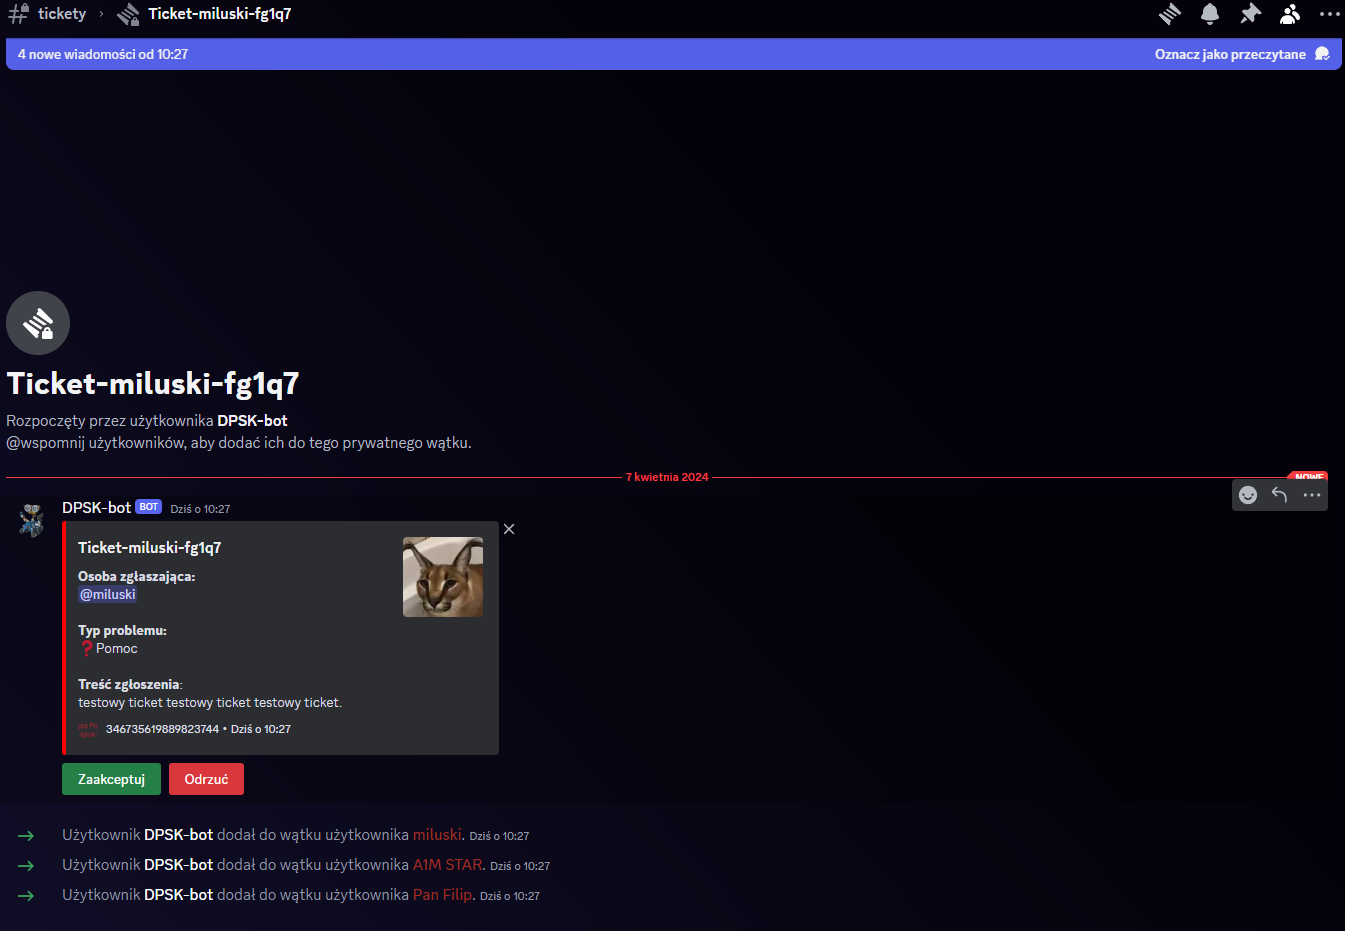 tickety › Ticket-miluski-fg1q7
4 nowe wiadomości od 10:27
Oznacz jako przeczytane
Ticket-miluski-fg1q7
Rozpoczęty przez użytkownika DPSK-bot
@wspomnij użytkowników, aby dodać ich do tego prywatnego wątku.
7 kwietnia 2024
NOWE
DPSK-bot BOT Dziś o 10:27
Ticket-miluski-fg1q7
Osoba zgłaszająca:
@miluski
Typ problemu:
❓Pomoc
Treść zgłoszenia:
testowy ticket testowy ticket testowy ticket.
346735619889823744 • Dziś o 10:27
Zaakceptuj
Odrzuć
Użytkownik DPSK-bot dodał do wątku użytkownika miluski. Dziś o 10:27
Użytkownik DPSK-bot dodał do wątku użytkownika A1M STAR. Dziś o 10:27
Użytkownik DPSK-bot dodał do wątku użytkownika Pan Filip. Dziś o 10:27